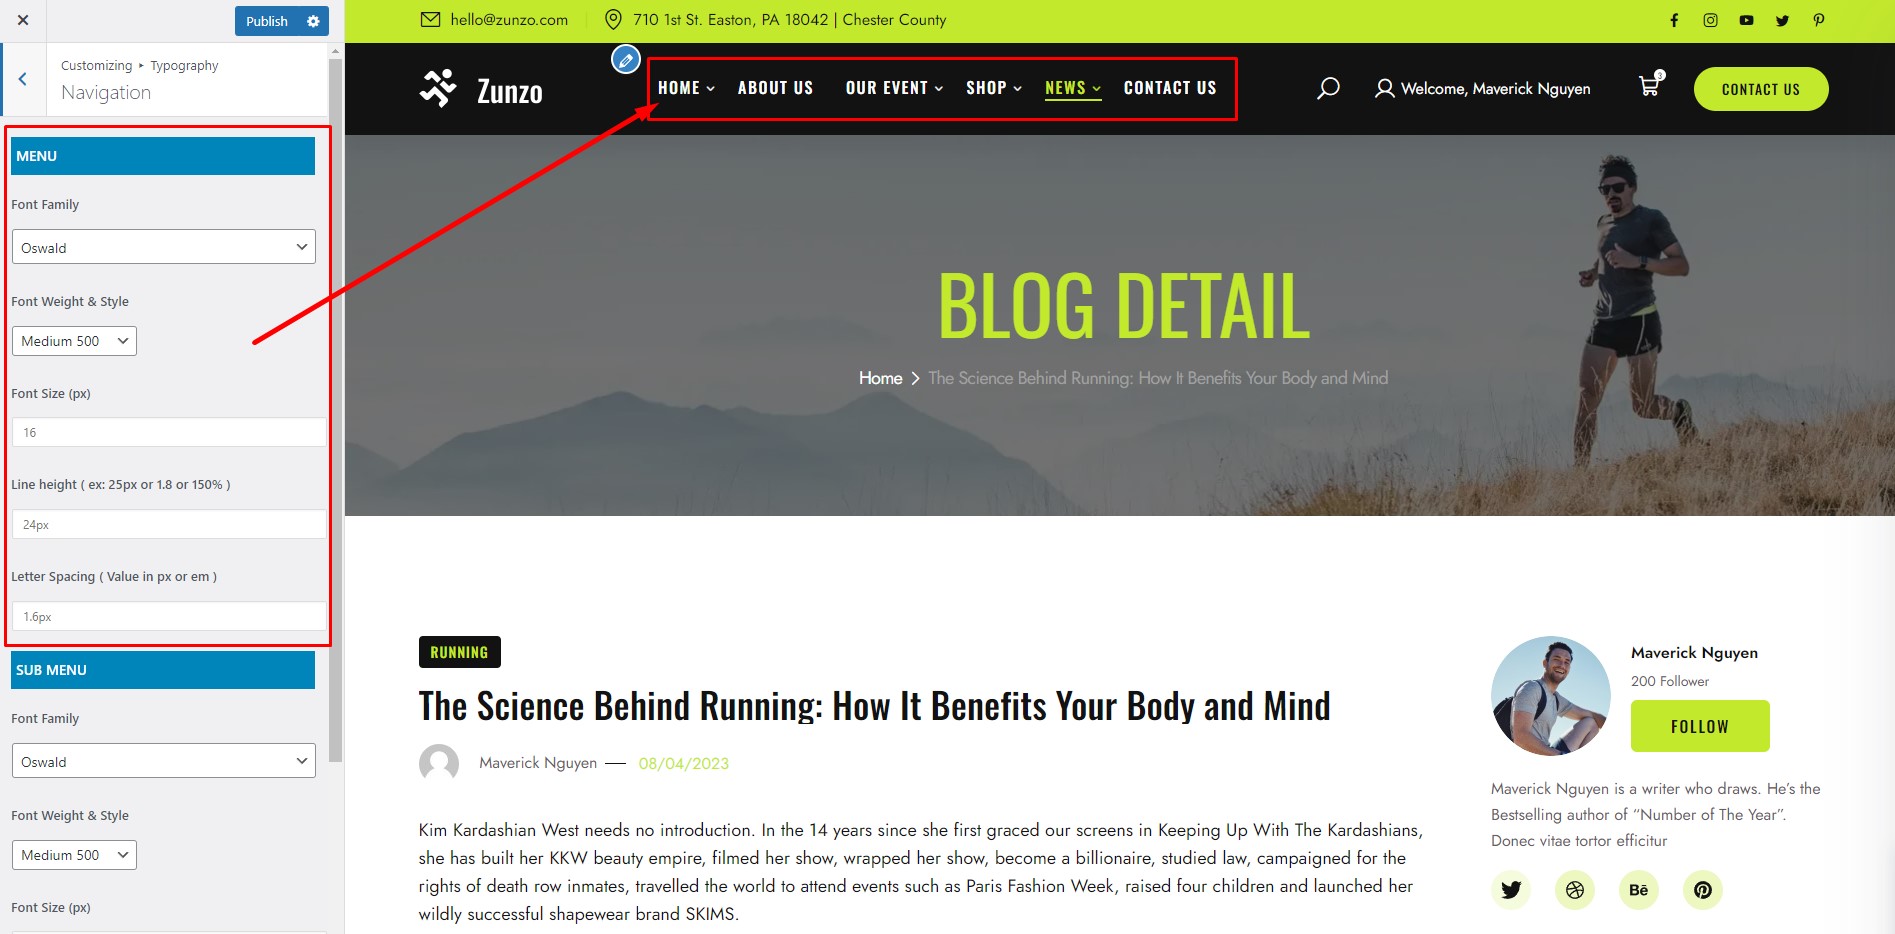 Publish
Customizing ▸ Typography
Navigation
MENU
Font Family
Oswald
Font Weight & Style
Medium 500
Font Size (px)
16
Line height ( ex: 25px or 1.8 or 150% )
24px
Letter Spacing ( Value in px or em )
1.6px
SUB MENU
Font Family
Oswald
Font Weight & Style
Medium 500
Font Size (px)
hello@zunzo.com
710 1st St. Easton, PA 18042 | Chester County
Zunzo
HOME ABOUT US OUR EVENT SHOP NEWS CONTACT US
Welcome, Maverick Nguyen
3
CONTACT US
BLOG DETAIL
Home > The Science Behind Running: How It Benefits Your Body and Mind
RUNNING
The Science Behind Running: How It Benefits Your Body and Mind
Maverick Nguyen — 08/04/2023
Kim Kardashian West needs no introduction. In the 14 years since she first graced our screens in Keeping Up With The Kardashians,
she has built her KKW beauty empire, filmed her show, wrapped her show, become a billionaire, studied law, campaigned for the
rights of death row inmates, travelled the world to attend events such as Paris Fashion Week, raised four children and launched her
wildly successful shapewear brand SKIMS.
Maverick Nguyen
200 Follower
FOLLOW
Maverick Nguyen is a writer who draws. He’s the
Bestselling author of “Number of The Year”.
Donec vitae tortor efficitur
Bē